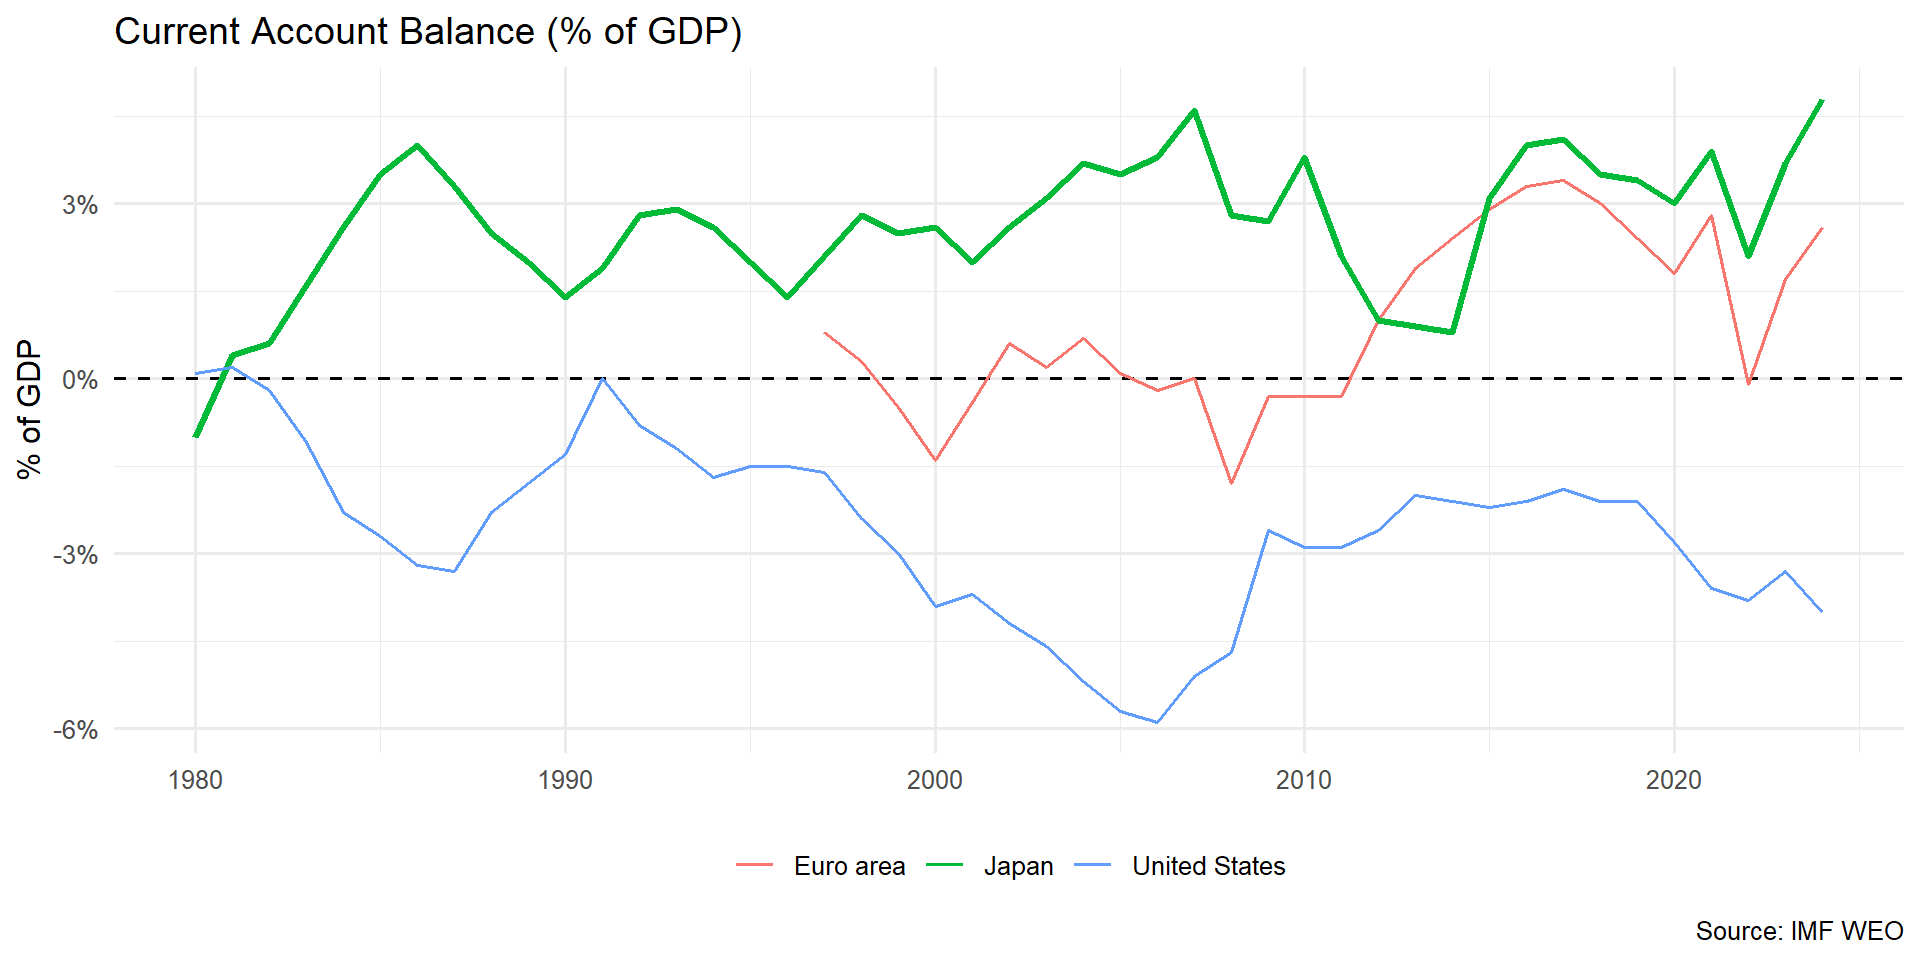 Current Account Balance (% of GDP)
% of GDP
3%
0%
-3%
-6%
1980 1990 2000 2010 2020
Euro area Japan United States
Source: IMF WEO